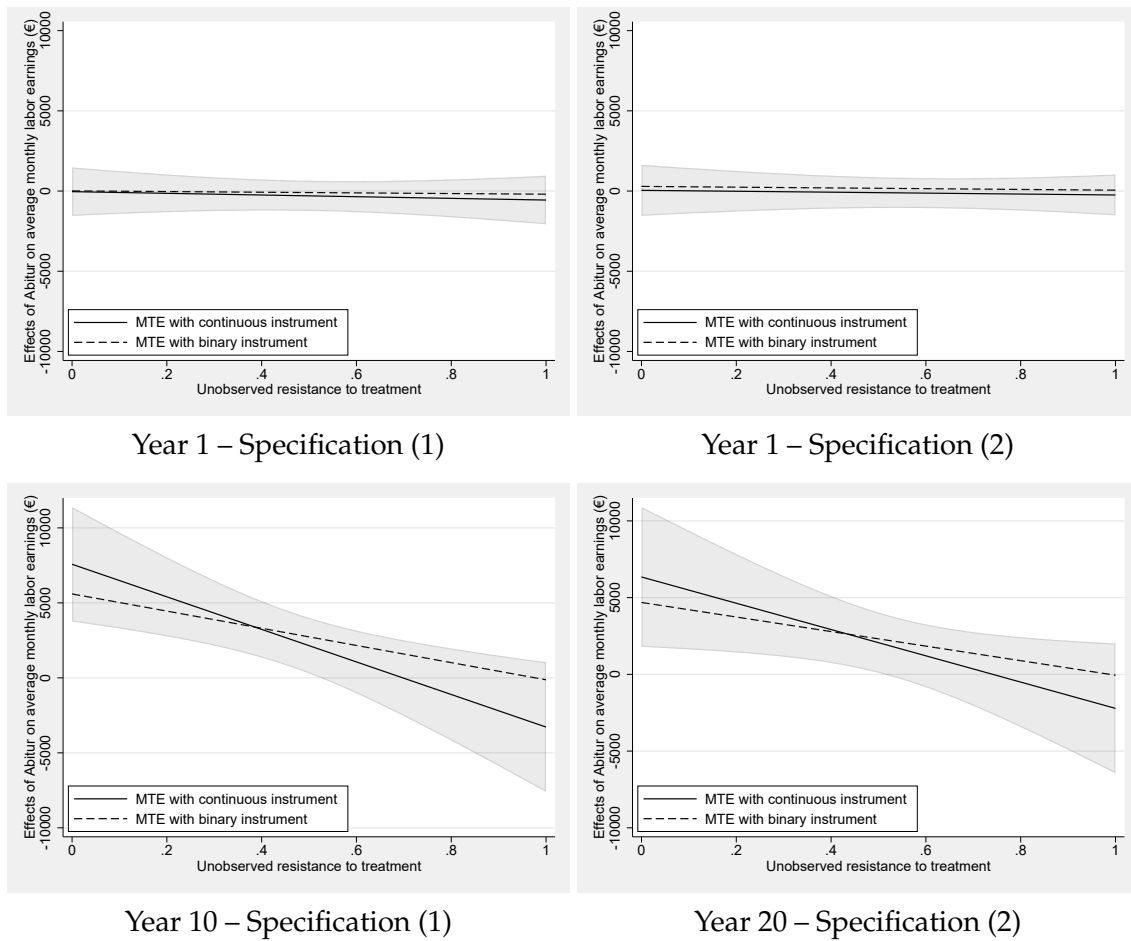 Effects of Abitur on average monthly labor earnings (€)
10000
5000
0
-5000
-10000
MTE with continuous instrument
MTE with binary instrument
0 .2 .4 .6 .8 1
Unobserved resistance to treatment
Year 1 – Specification (1)
Effects of Abitur on average monthly labor earnings (€)
10000
5000
0
-5000
-10000
MTE with continuous instrument
MTE with binary instrument
0 .2 .4 .6 .8 1
Unobserved resistance to treatment
Year 1 – Specification (2)
Effects of Abitur on average monthly labor earnings (€)
10000
5000
0
-5000
-10000
MTE with continuous instrument
MTE with binary instrument
0 .2 .4 .6 .8 1
Unobserved resistance to treatment
Year 10 – Specification (1)
Effects of Abitur on average monthly labor earnings (€)
10000
5000
0
-5000
-10000
MTE with continuous instrument
MTE with binary instrument
0 .2 .4 .6 .8 1
Unobserved resistance to treatment
Year 20 – Specification (2)